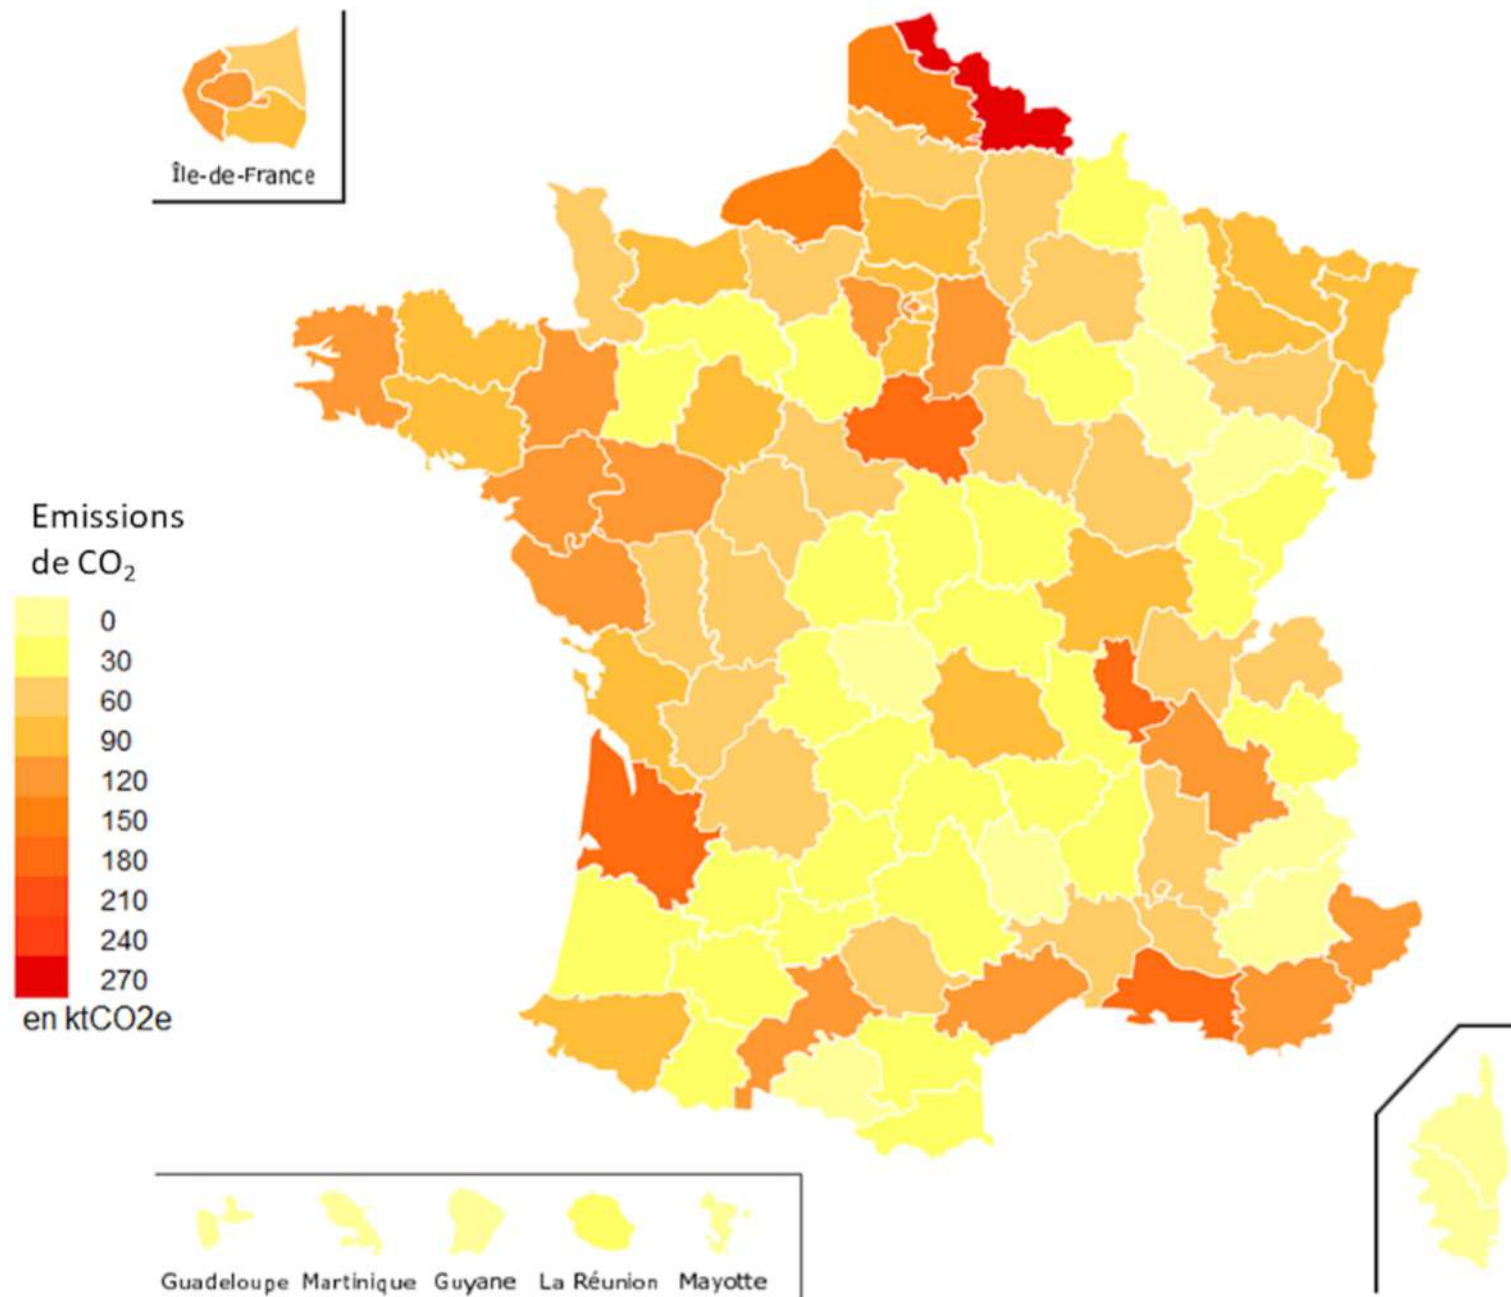 Île-de-France
Emissions
de CO₂
0
30
60
90
120
150
180
210
240
270
en ktCO2e
Guadeloupe Martinique Guyane La Réunion Mayotte